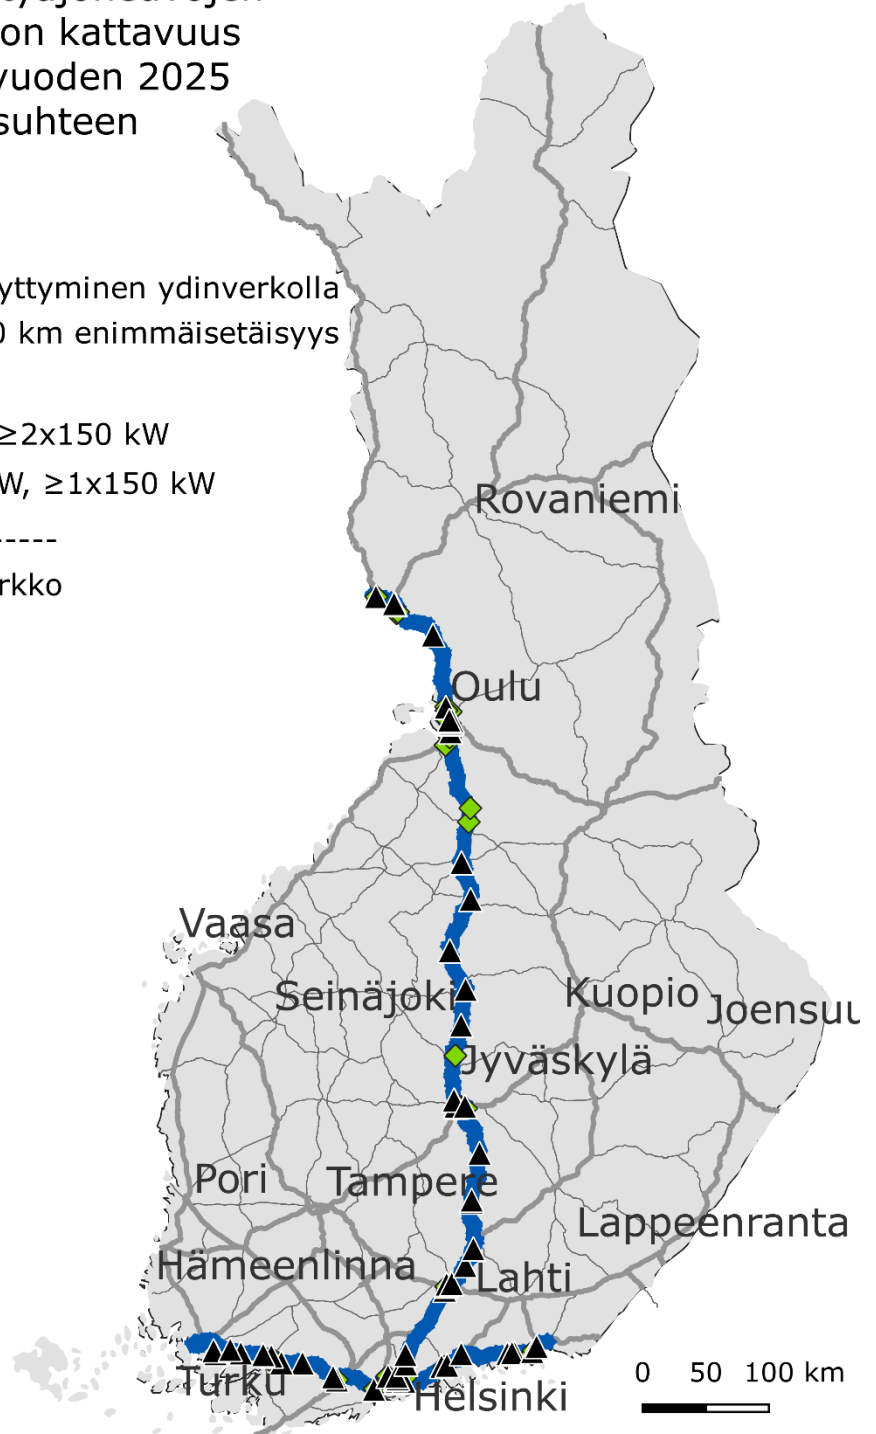 on kattavuus
vuoden 2025
suhteen
yttyminen ydinverkolla
0 km enimmäisetäisyys
≥2x150 kW
W, ≥1x150 kW
-----
rkko
Rovaniemi
Oulu
Vaasa
Seinäjoki
Kuopio
Joensuu
Jyväskylä
Pori
Tampere
Lappeenranta
Hämeenlinna
Lahti
Turku
Helsinki
0 50 100 km